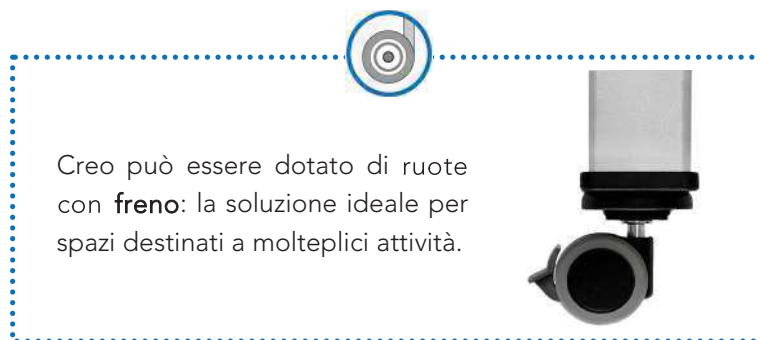 Creo può essere dotato di ruote
con freno: la soluzione ideale per
spazi destinati a molteplici attività.